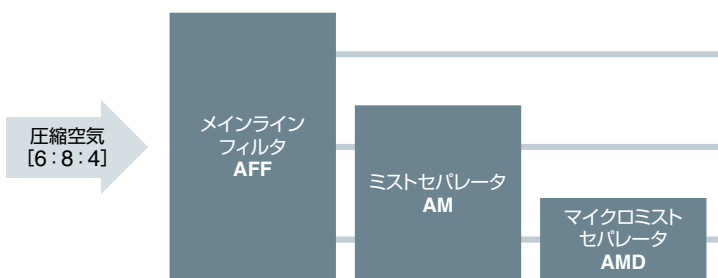 圧縮空気
[6：8：4]
メインライン
フィルタ
AFF
ミストセパレータ
AM
マイクロミスト
セパレータ
AMD